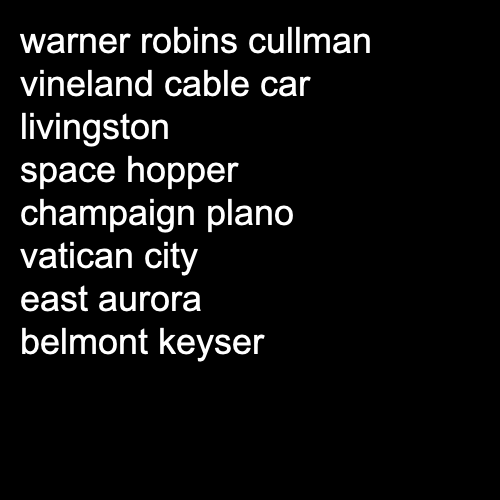 warner robins cullman
vineland cable car
livingston
space hopper
champaign plano
vatican city
east aurora
belmont keyser